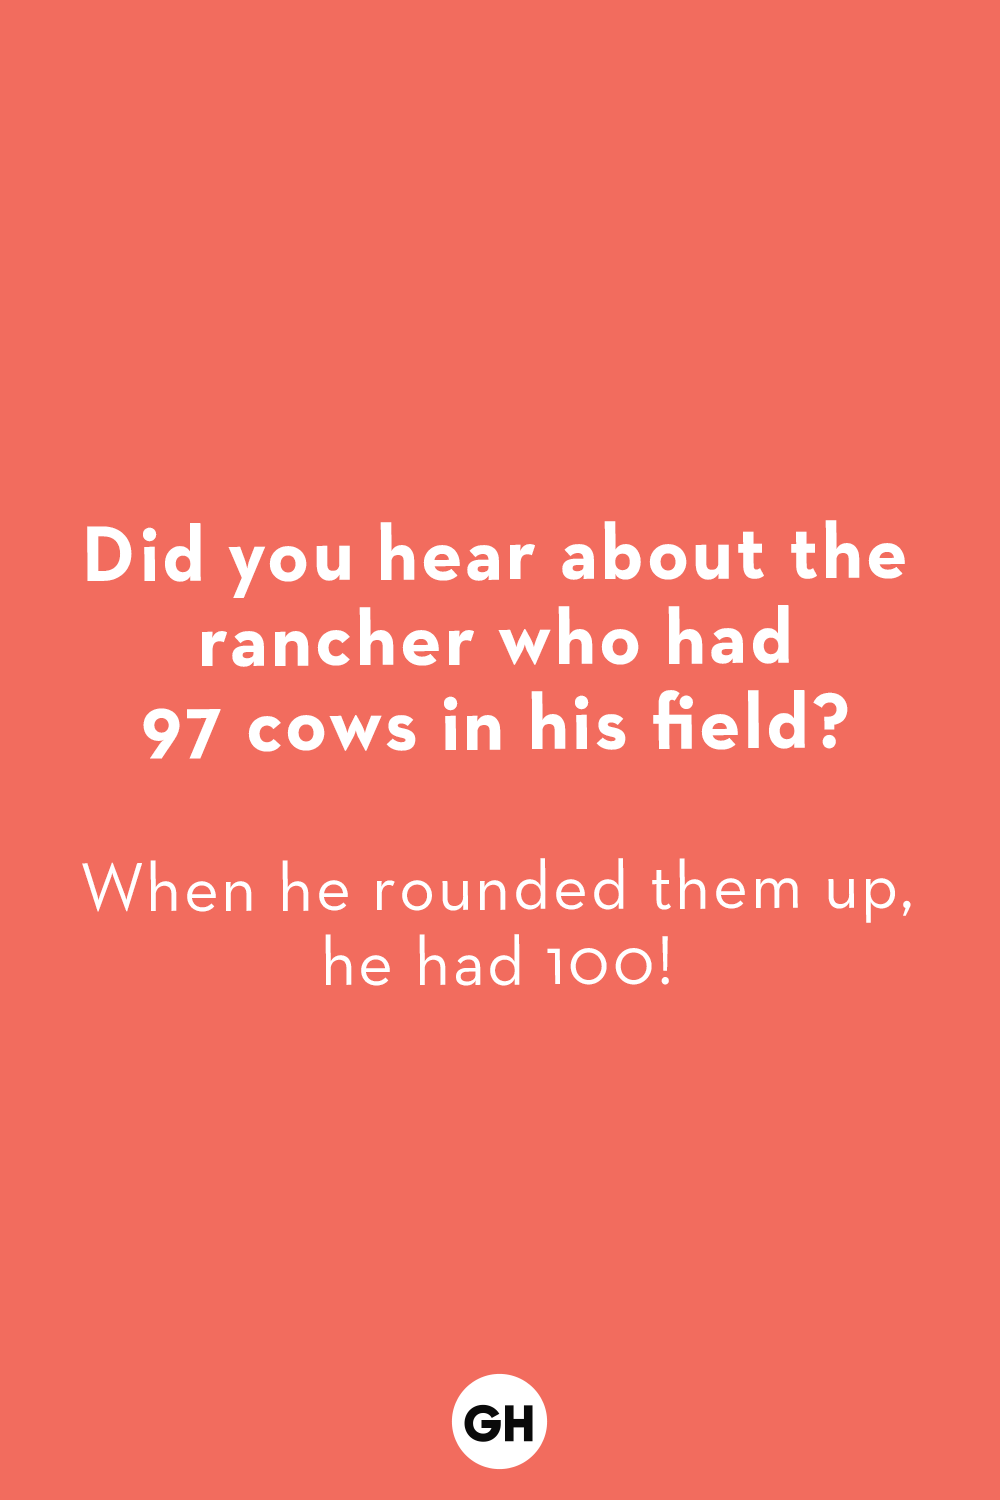 Did you hear about the
rancher who had
97 cows in his field?
When he rounded them up,
he had 100!
GH